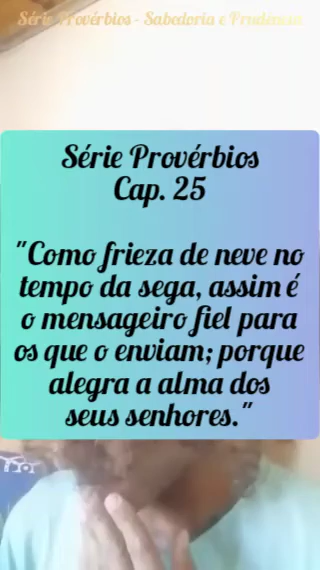 Série Provérbios - Sabedoria e Prudência
Série Provérbios
Cap. 25
"Como frieza de neve no
tempo da sega, assim é
o mensageiro fiel para
os que o enviam; porque
alegra a alma dos
seus senhores."